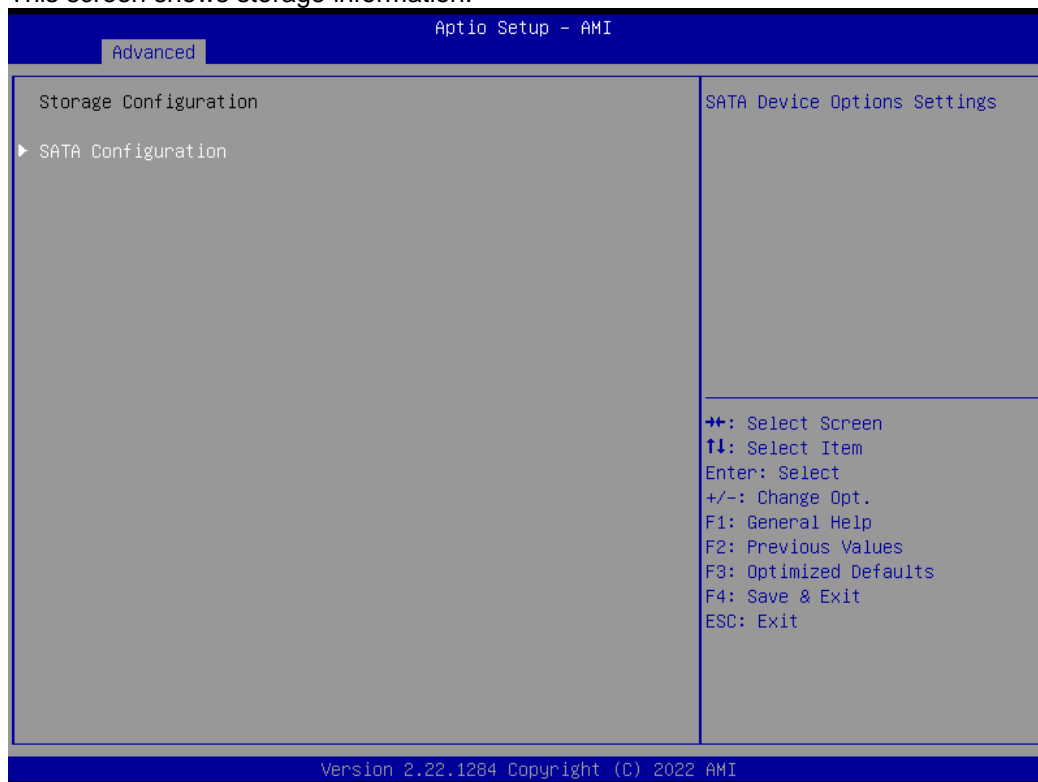 This screen shows storage information.
Aptio Setup – AMI
Advanced
Storage Configuration
SATA Device Options Settings
▶ SATA Configuration
→←: Select Screen
↑↓: Select Item
Enter: Select
+/-: Change Opt.
F1: General Help
F2: Previous Values
F3: Optimized Defaults
F4: Save & Exit
ESC: Exit
Version 2.22.1284 Copyright (C) 2022 AMI